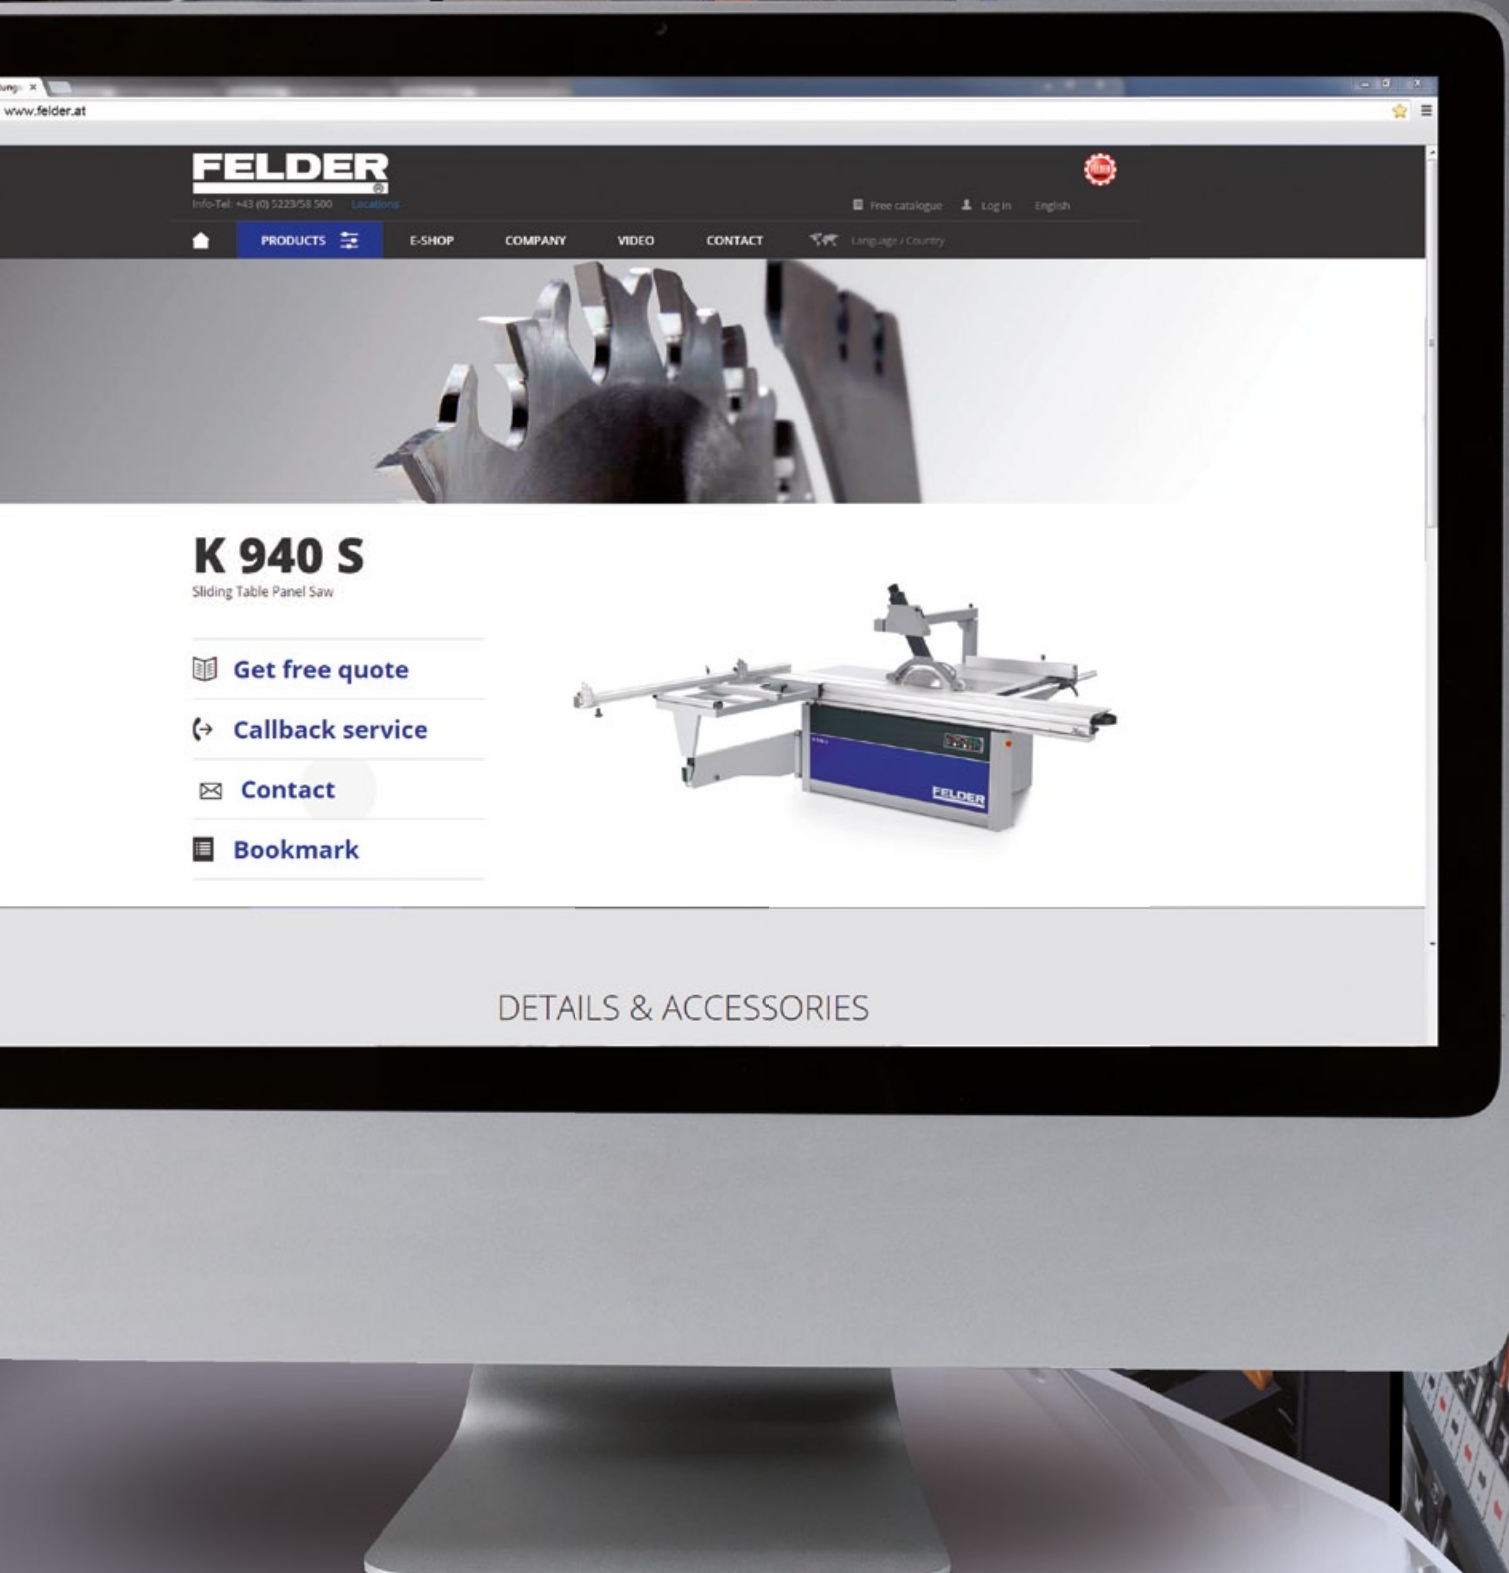 www.felder.at
FELDER
Info-Tel: +43 (0) 5223/58 500 Locations
Free catalogue Log in English
PRODUCTS E-SHOP COMPANY VIDEO CONTACT Language / Country
K 940 S
Sliding Table Panel Saw
Get free quote
Callback service
Contact
Bookmark
FELDER
DETAILS & ACCESSORIES